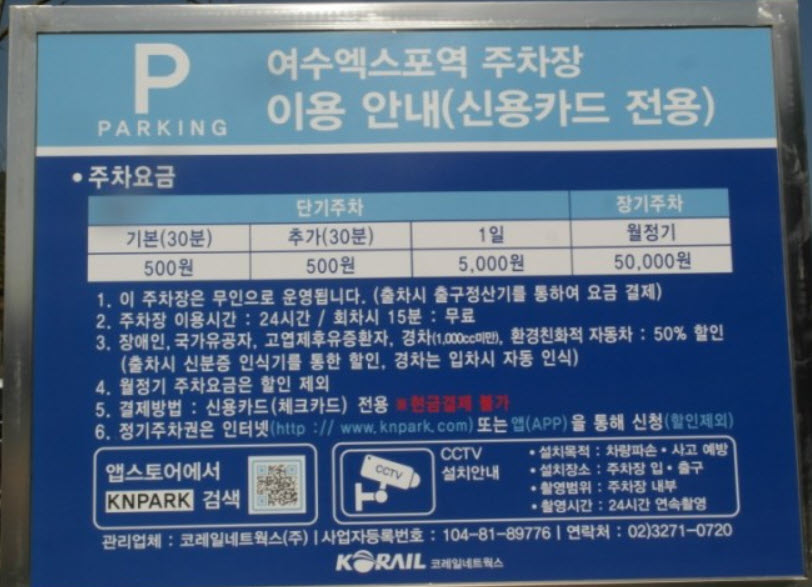 P
PARKING
여수엑스포역 주차장
이용 안내(신용카드 전용)
• 주차요금
단기주차 장기주차
기본(30분) 추가(30분) 1일 월정기
500원 500원 5,000원 50,000원
1. 이 주차장은 무인으로 운영됩니다. (출차시 출구정산기를 통하여 요금 결제)
2. 주차장 이용시간 : 24시간 / 회차시 15분 : 무료
3. 장애인, 국가유공자, 고엽제후유증환자, 경차(1,000cc미만), 환경친화적 자동차 : 50% 할인
(출차시 신분증 인식기를 통한 할인, 경차는 입차시 자동 인식)
4. 월정기 주차요금은 할인 제외
5. 결제방법 : 신용카드(체크카드) 전용 ※현금결제 불가
6. 정기주차권은 인터넷(http :// www.knpark.com) 또는 앱(APP)을 통해 신청(할인제외)
앱스토어에서
KNPARK 검색
CCTV
CCTV
설치안내
• 설치목적 : 차량파손 · 사고 예방
• 설치장소 : 주차장 입 · 출구
• 촬영범위 : 주차장 내부
• 촬영시간 : 24시간 연속촬영
관리업체 : 코레일네트웍스(주) | 사업자등록번호 : 104-81-89776 | 연락처 : 02)3271-0720
KORAIL 코레일네트웍스